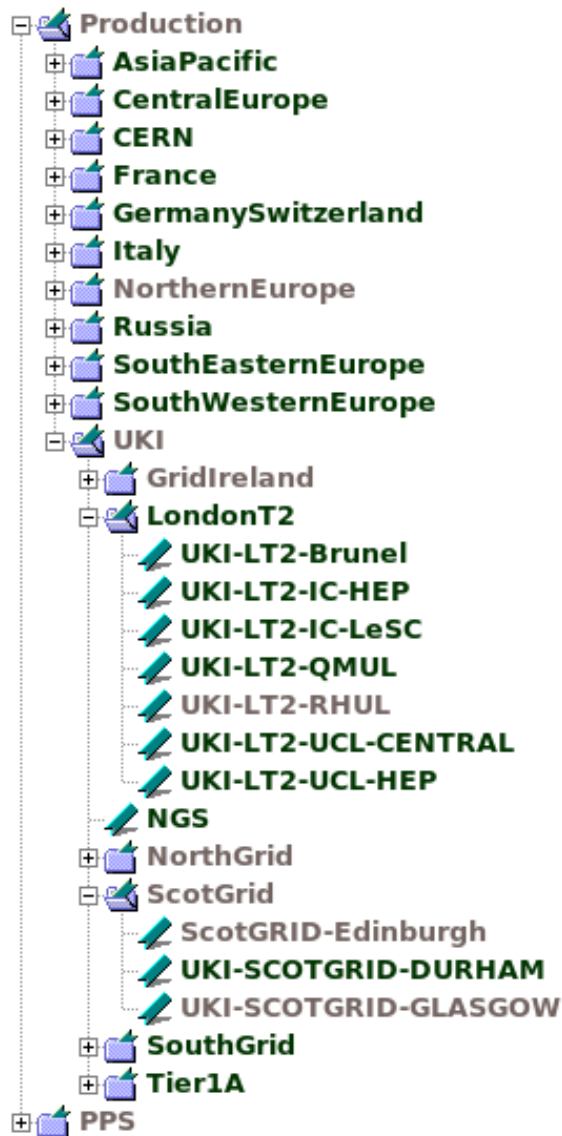 Production
AsiaPacific
CentralEurope
CERN
France
GermanySwitzerland
Italy
NorthernEurope
Russia
SouthEasternEurope
SouthWesternEurope
UKI
GridIreland
LondonT2
UKI-LT2-Brunel
UKI-LT2-IC-HEP
UKI-LT2-IC-LeSC
UKI-LT2-QMUL
UKI-LT2-RHUL
UKI-LT2-UCL-CENTRAL
UKI-LT2-UCL-HEP
NGS
NorthGrid
ScotGrid
ScotGRID-Edinburgh
UKI-SCOTGRID-DURHAM
UKI-SCOTGRID-GLASGOW
SouthGrid
Tier1A
PPS